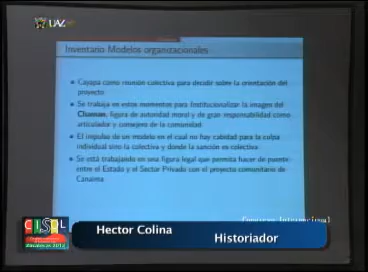 UAZ
Inventario Modelos organizacionales
Cayapa como reunión colectiva para decidir sobre la orientación del
proyecto
Se trabaja en estos momentos para Institucionalizar la imagen del
Chaman, figura de autoridad moral y de gran responsabilidad como
articulador y consejero de la comunidad
El impulso de un modelo en el cual no hay cabidad para la culpa
individual sino la colectiva y donde la sanción es colectiva
Se está trabajando en una figura legal que permita hacer de puente
entre el Estado y el Sector Privado con el proyecto comunitario de
Canaima
CISOL
Hector Colina
Historiador